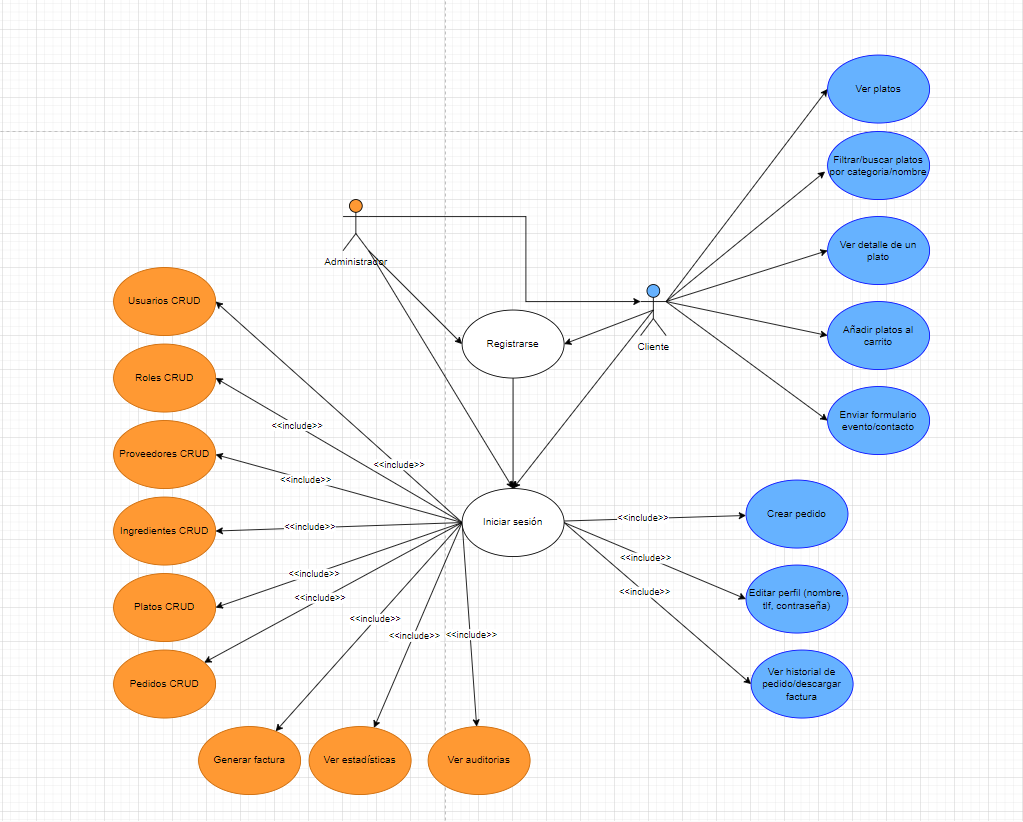 Ver platos
Filtrar/buscar platos
por categoria/nombre
Ver detalle de un
plato
Añadir platos al
carrito
Enviar formulario
evento/contacto
Administrador
Cliente
Registrarse
Iniciar sesión
Usuarios CRUD
Roles CRUD
Proveedores CRUD
Ingredientes CRUD
Platos CRUD
Pedidos CRUD
<<include>>
<<include>>
<<include>>
<<include>>
<<include>>
<<include>>
<<include>>
<<include>>
<<include>>
Generar factura
Ver estadísticas
Ver auditorias
<<include>>
<<include>>
<<include>>
Crear pedido
Editar perfil (nombre,
tlf, contraseña)
Ver historial de
pedido/descargar
factura